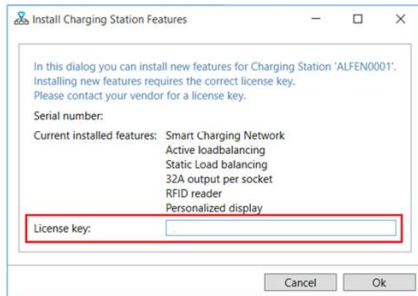 Install Charging Station Features
In this dialog you can install new features for Charging Station 'ALFEN0001'.
Installing new features requires the correct license key.
Please contact your vendor for a license key.
Serial number:
Current installed features: Smart Charging Network
Active loadbalancing
Static Load balancing
32A output per socket
RFID reader
Personalized display
License key:
Cancel Ok